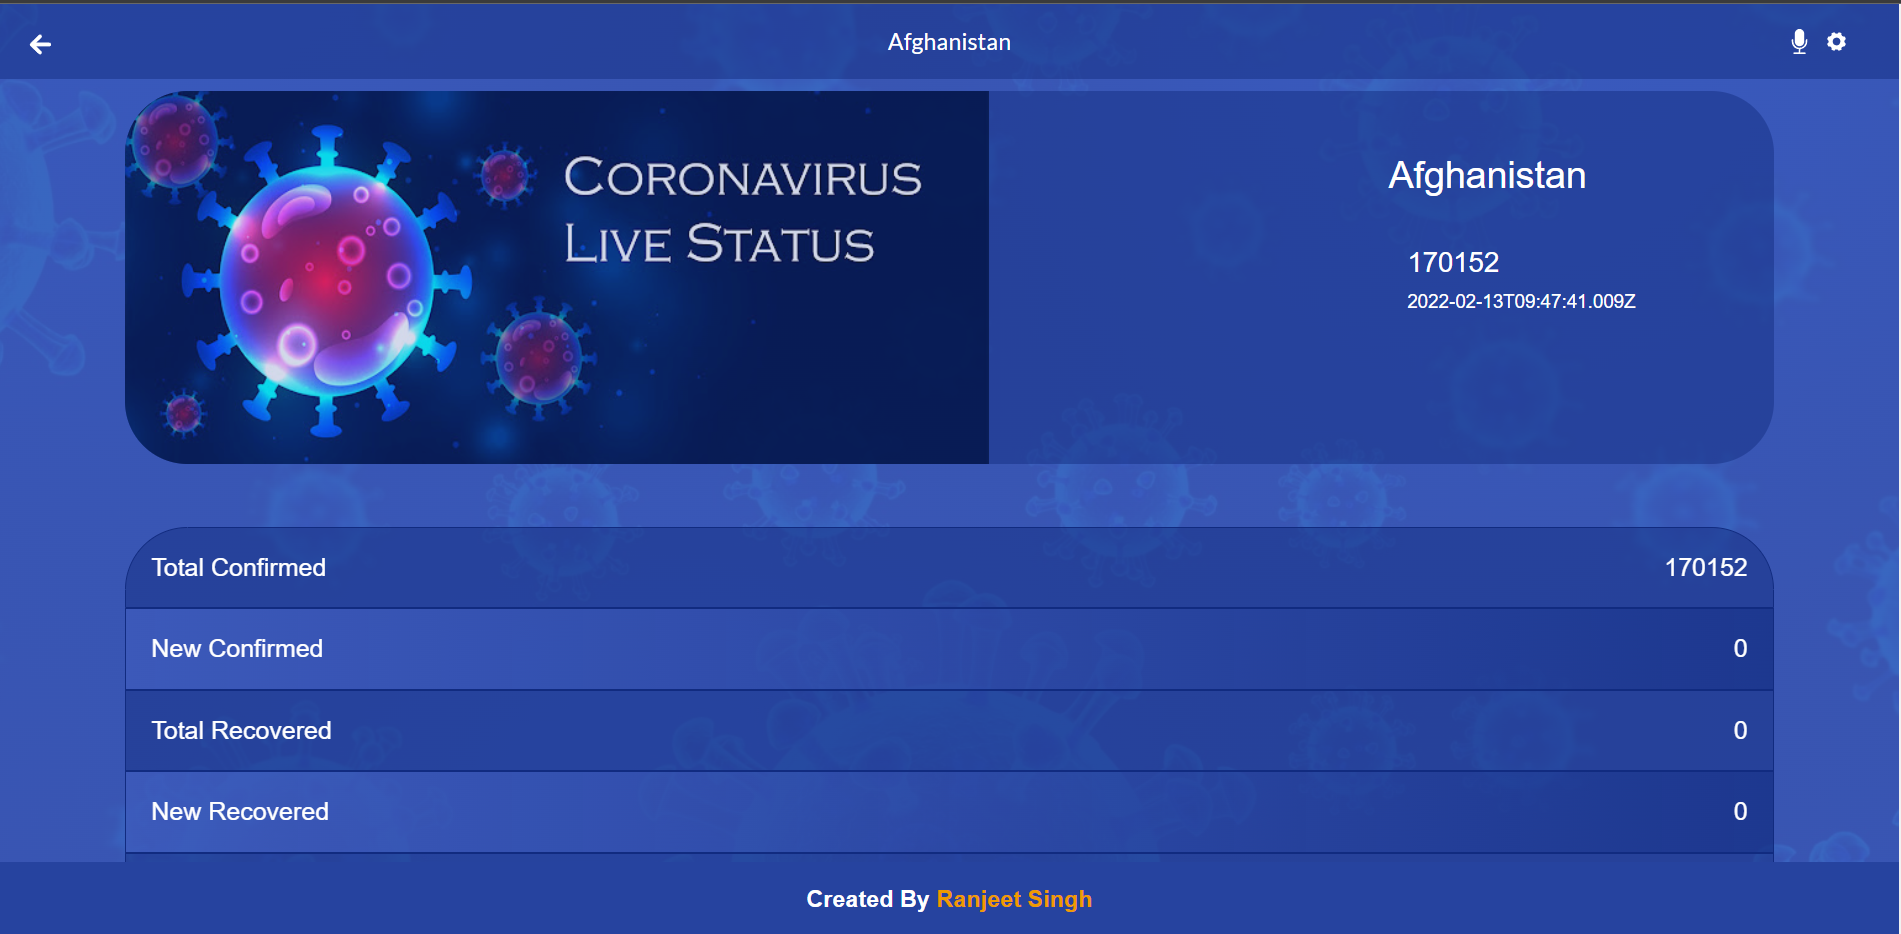 Afghanistan
CORONAVIRUS
LIVE STATUS
Afghanistan
170152
2022-02-13T09:47:41.009Z
Total Confirmed 170152
New Confirmed 0
Total Recovered 0
New Recovered 0
Created By Ranjeet Singh